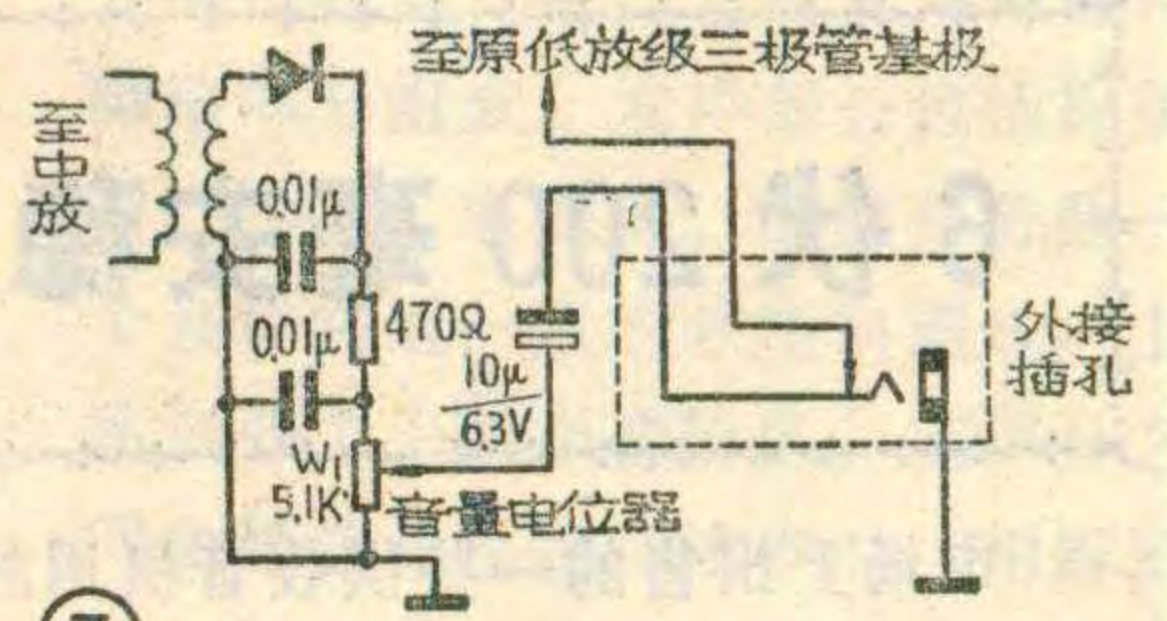 至原低放级三极管基极
至中放
0.01μ
0.01μ
470Ω
10μ
6.3V
W₁
5.1K
音量电位器
外接
插孔